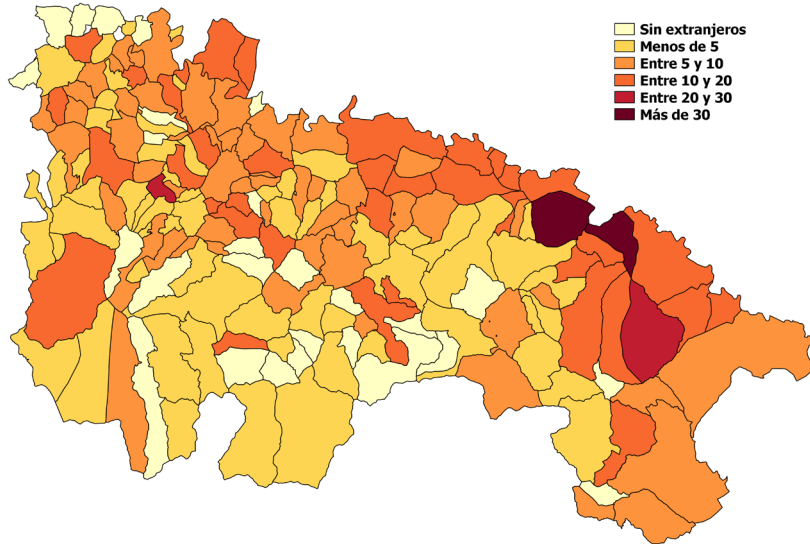 Sin extranjeros
Menos de 5
Entre 5 y 10
Entre 10 y 20
Entre 20 y 30
Más de 30